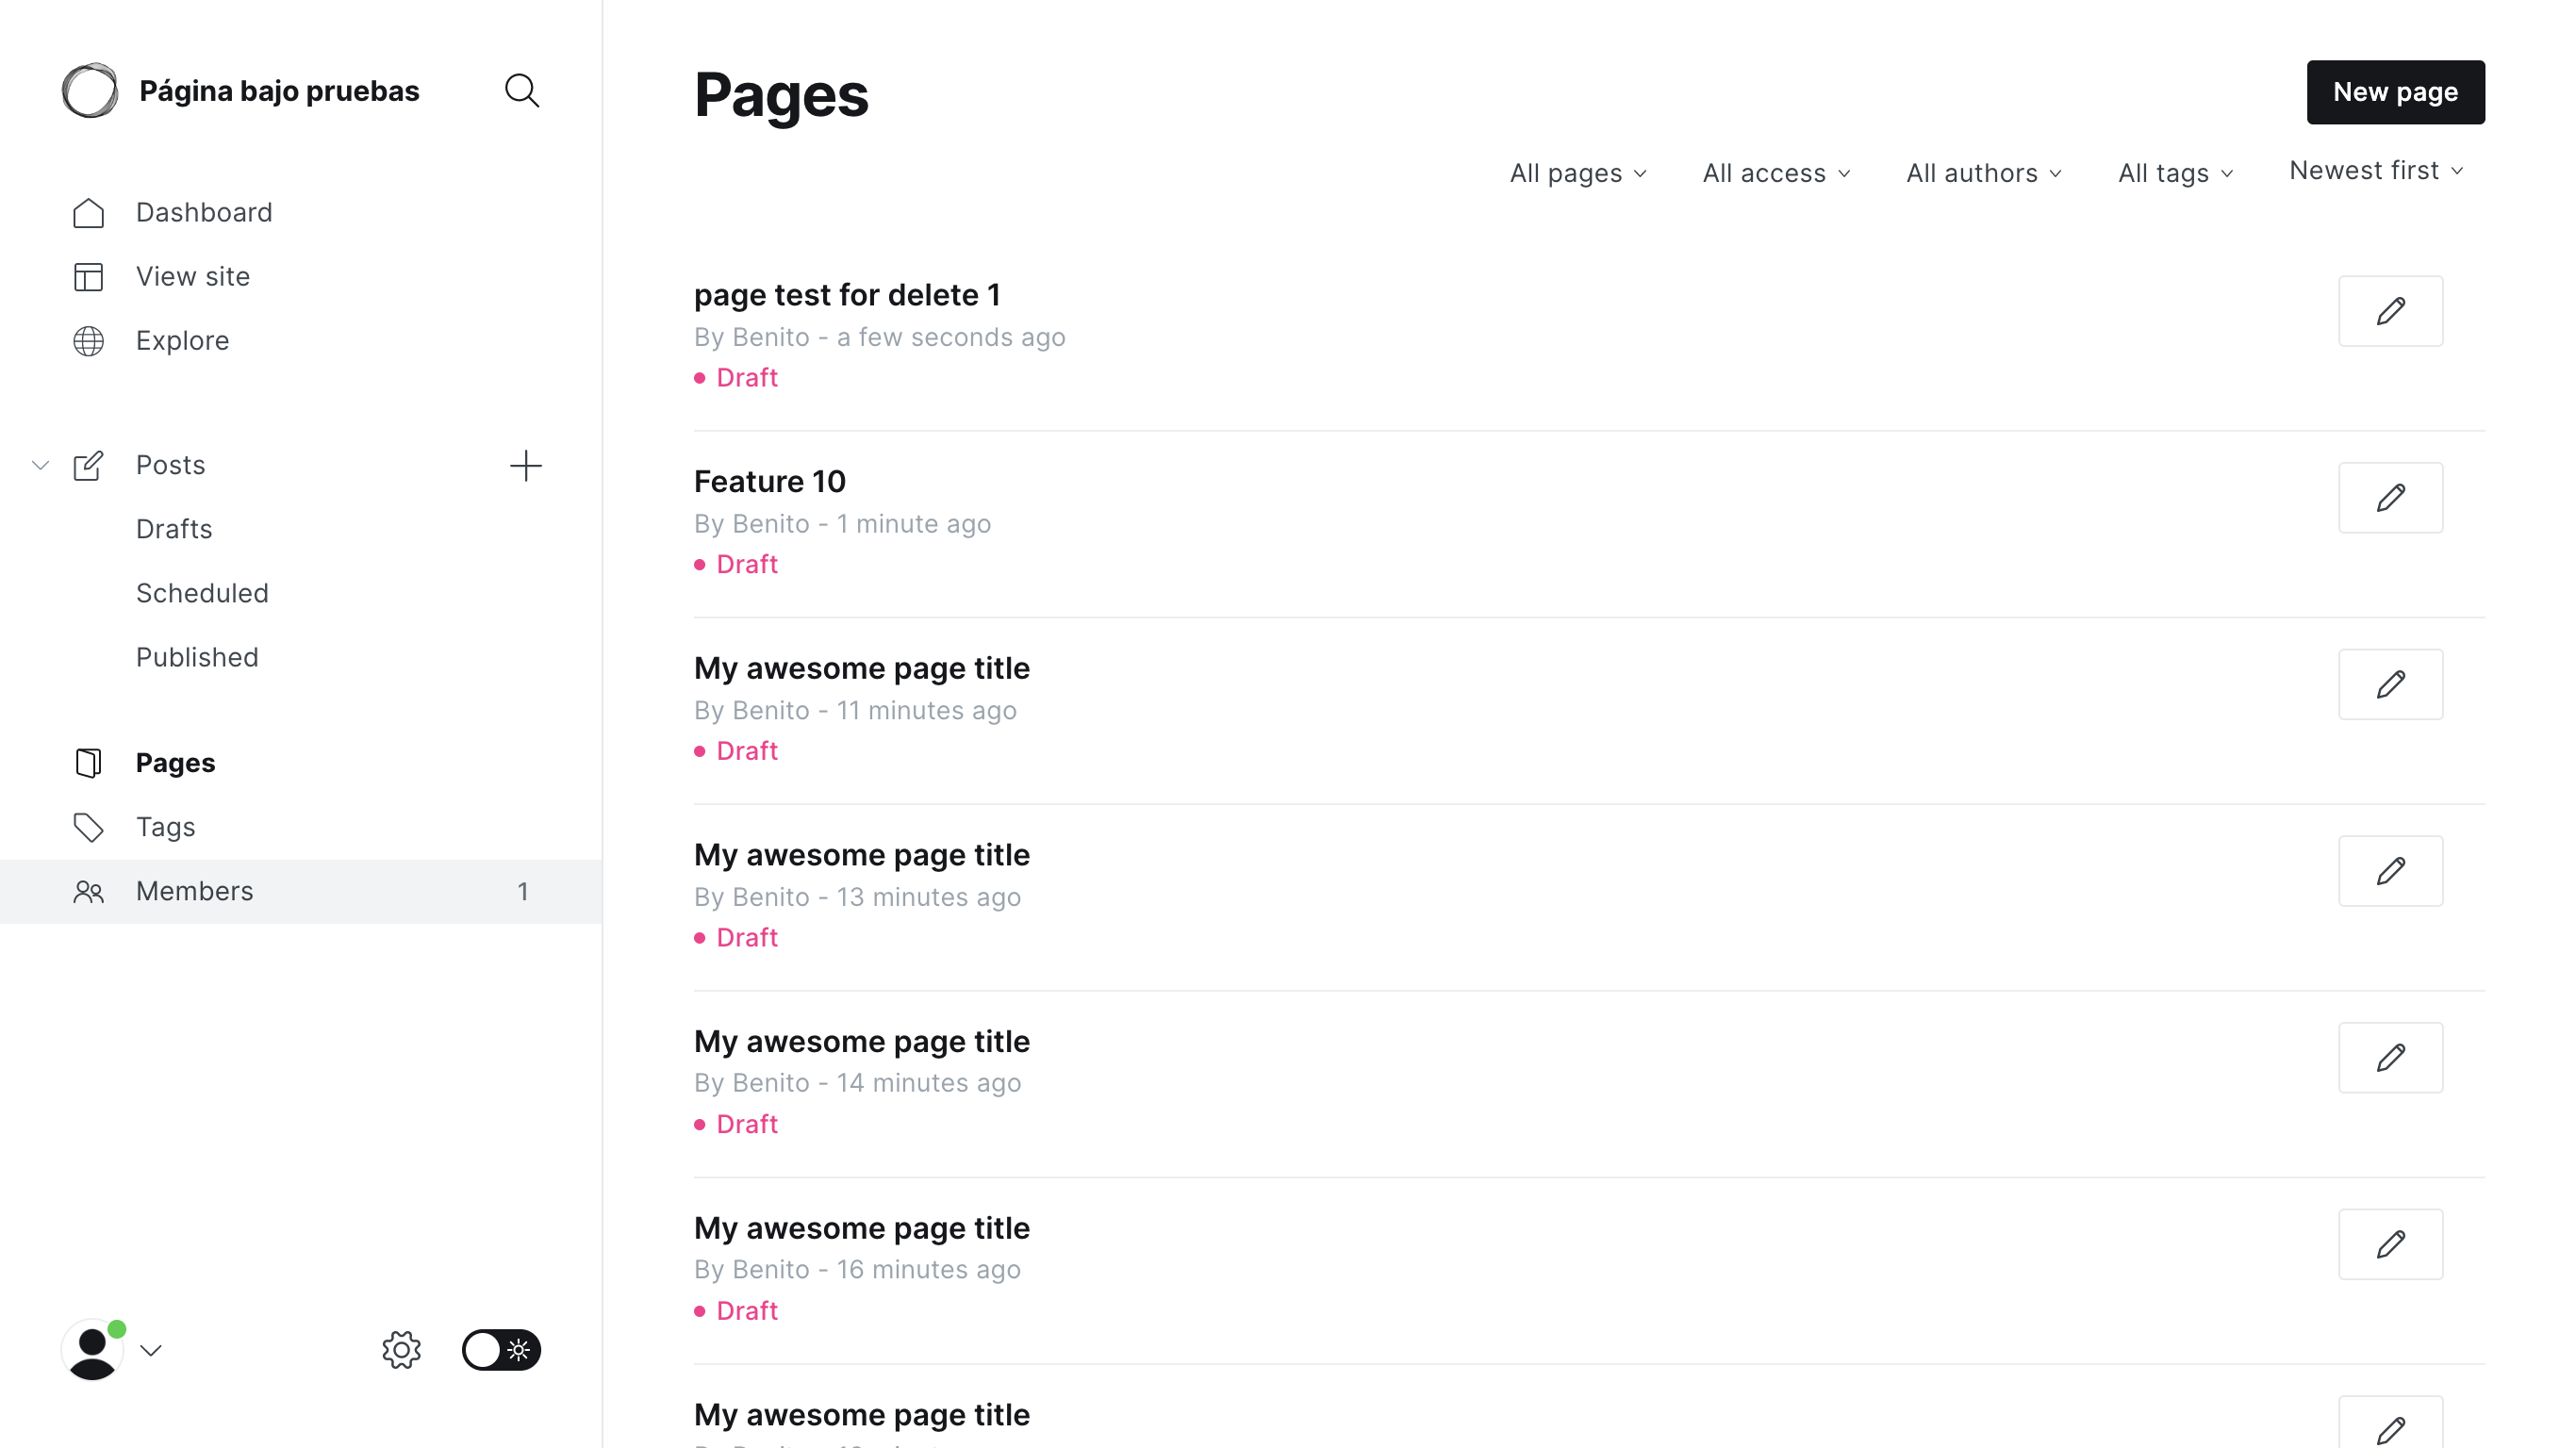 Página bajo pruebas
Dashboard
View site
Explore
Posts
Drafts
Scheduled
Published
Pages
Tags
Members 1
Pages
New page
All pages All access All authors All tags Newest first
page test for delete 1
By Benito - a few seconds ago
Draft
Feature 10
By Benito - 1 minute ago
Draft
My awesome page title
By Benito - 11 minutes ago
Draft
My awesome page title
By Benito - 13 minutes ago
Draft
My awesome page title
By Benito - 14 minutes ago
Draft
My awesome page title
By Benito - 16 minutes ago
Draft
My awesome page title